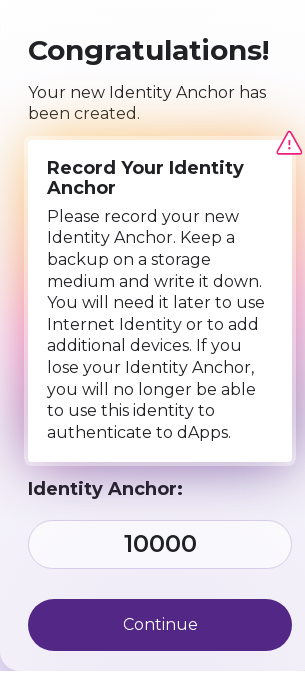 Congratulations!
Your new Identity Anchor has
been created.
Record Your Identity
Anchor
Please record your new
Identity Anchor. Keep a
backup on a storage
medium and write it down.
You will need it later to use
Internet Identity or to add
additional devices. If you
lose your Identity Anchor,
you will no longer be able
to use this identity to
authenticate to dApps.
Identity Anchor:
10000
Continue